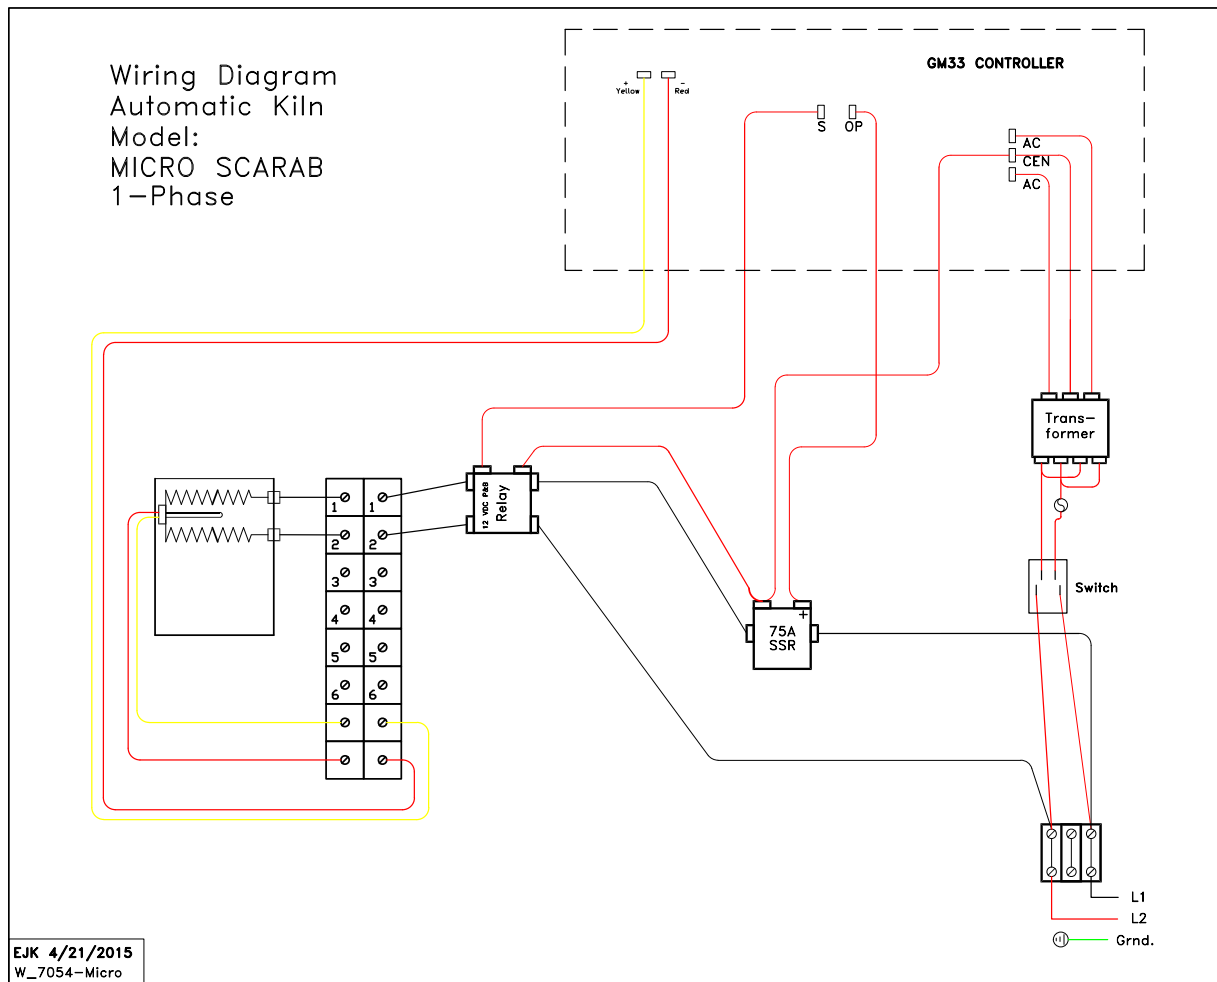 Wiring Diagram
Automatic Kiln
Model:
MICRO SCARAB
1-Phase
GM33 CONTROLLER
+
Yellow
-
Red
S
OP
AC
CEN
AC
Trans-
former
12 VDC P&B
Relay
1
1
2
2
3
3
4
4
5
5
6
6
Switch
+
75A
SSR
L1
L2
Grnd.
EJK 4/21/2015
W_7054-Micro